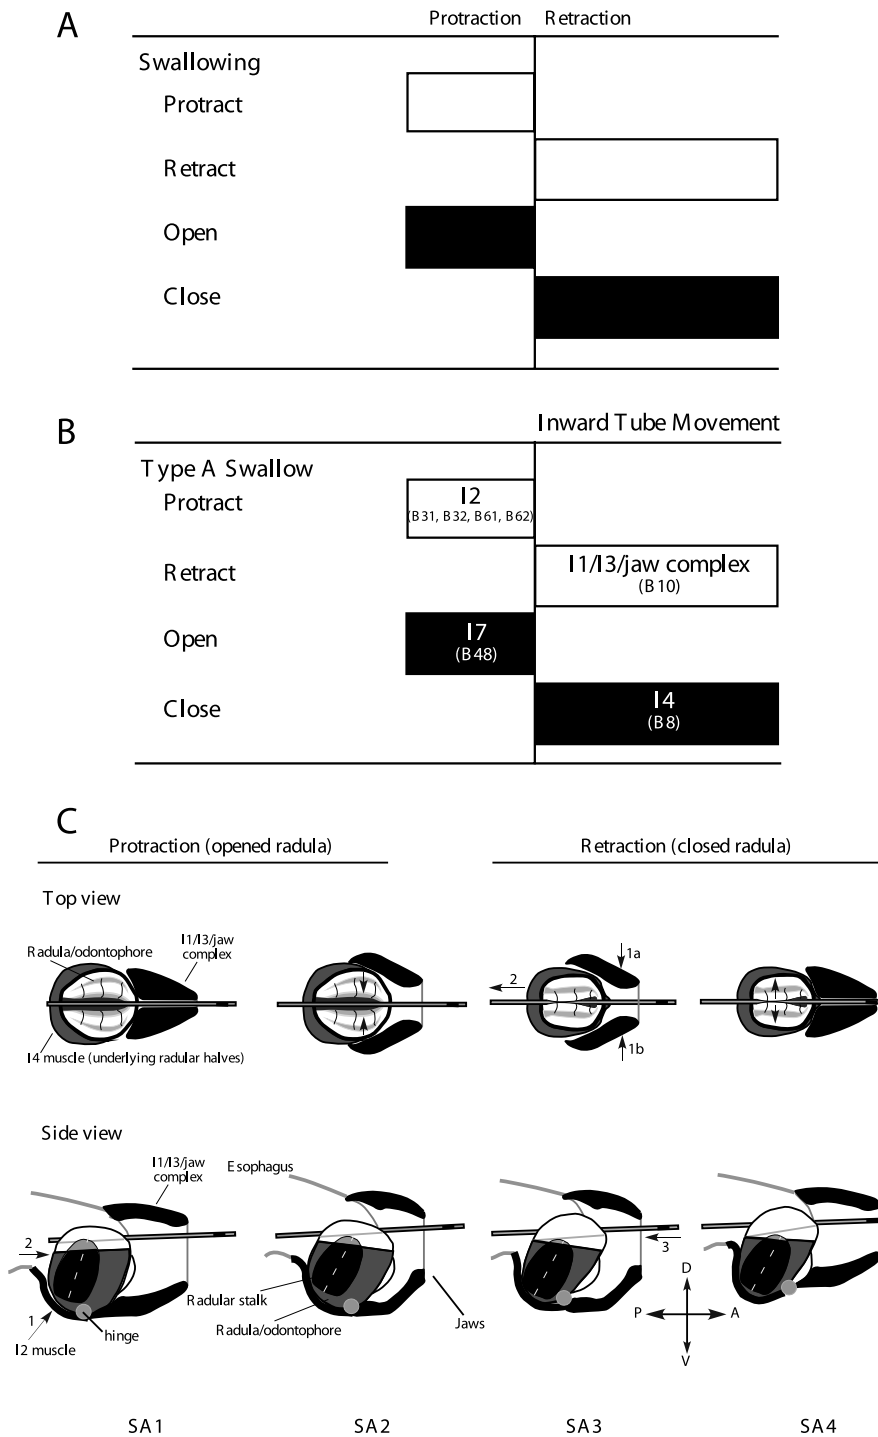 A
Protraction Retraction
Swallowing
Protract
Retract
Open
Close
B
Inward Tube Movement
Type A Swallow
Protract
I2
(B31, B32, B61, B62)
Retract
I1/I3/jaw complex
(B10)
Open
I7
(B48)
Close
I4
(B8)
C
Protraction (opened radula)
Retraction (closed radula)
Top view
Radula/odontophore
I1/I3/jaw
complex
I4 muscle (underlying radular halves)
1a
2
1b
Side view
I1/I3/jaw
complex
Esophagus
2
1
I2 muscle
hinge
Radular stalk
Radula/odontophore
Jaws
3
D
P A
V
SA1 SA2 SA3 SA4